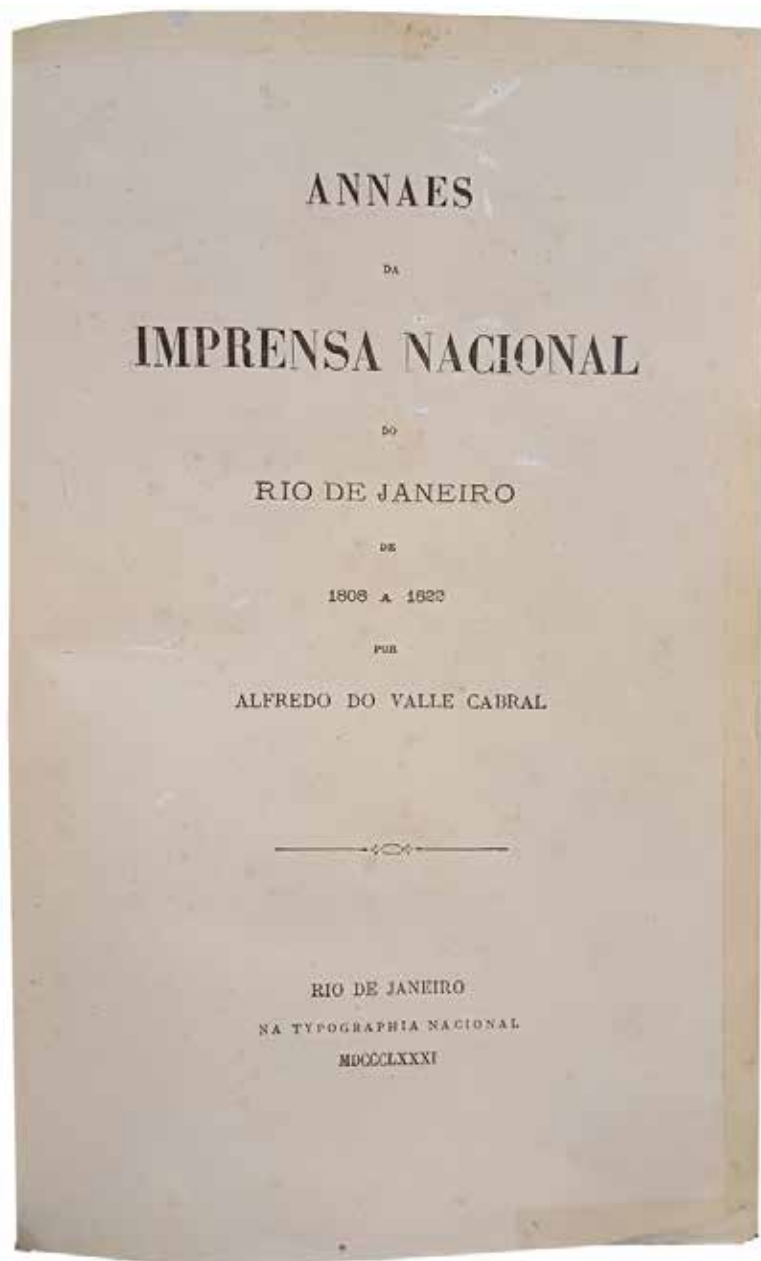 ANNAES
DA
IMPRENSA NACIONAL
DO
RIO DE JANEIRO
DE
1808 A 1822
POR
ALFREDO DO VALLE CABRAL
RIO DE JANEIRO
NA TYPOGRAPHIA NACIONAL
MDCCCLXXXI